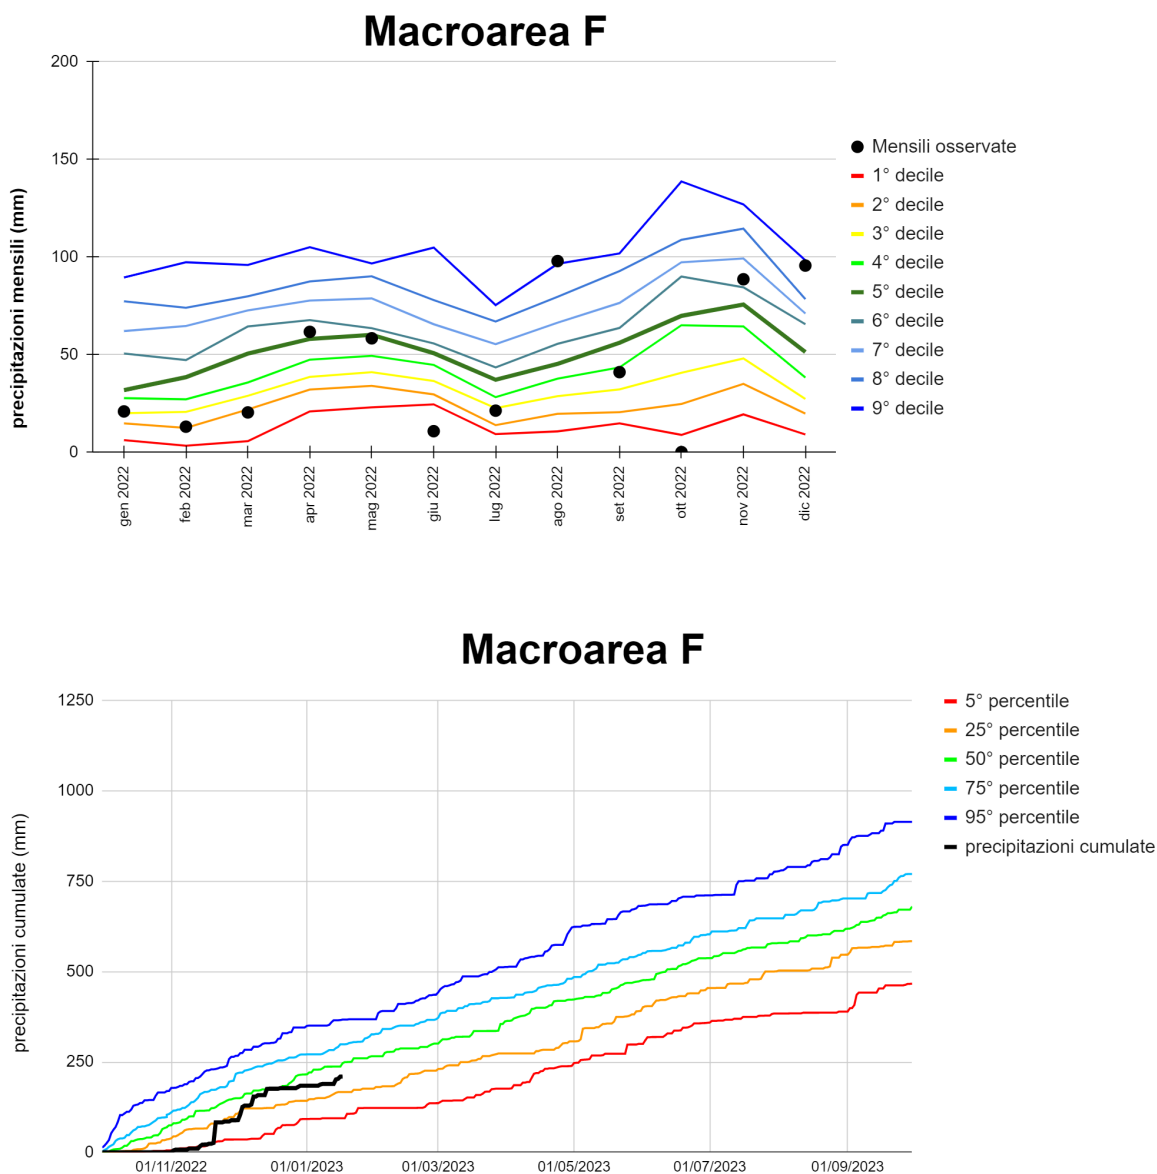 Macroarea F
200
150
100
50
0
precipitazioni mensili (mm)
gen 2022
feb 2022
mar 2022
apr 2022
mag 2022
giu 2022
lug 2022
ago 2022
set 2022
ott 2022
nov 2022
dic 2022
Mensili osservate
1° decile
2° decile
3° decile
4° decile
5° decile
6° decile
7° decile
8° decile
9° decile
Macroarea F
1250
1000
750
500
250
0
precipitazioni cumulate (mm)
01/11/2022
01/01/2023
01/03/2023
01/05/2023
01/07/2023
01/09/2023
5° percentile
25° percentile
50° percentile
75° percentile
95° percentile
precipitazioni cumulate